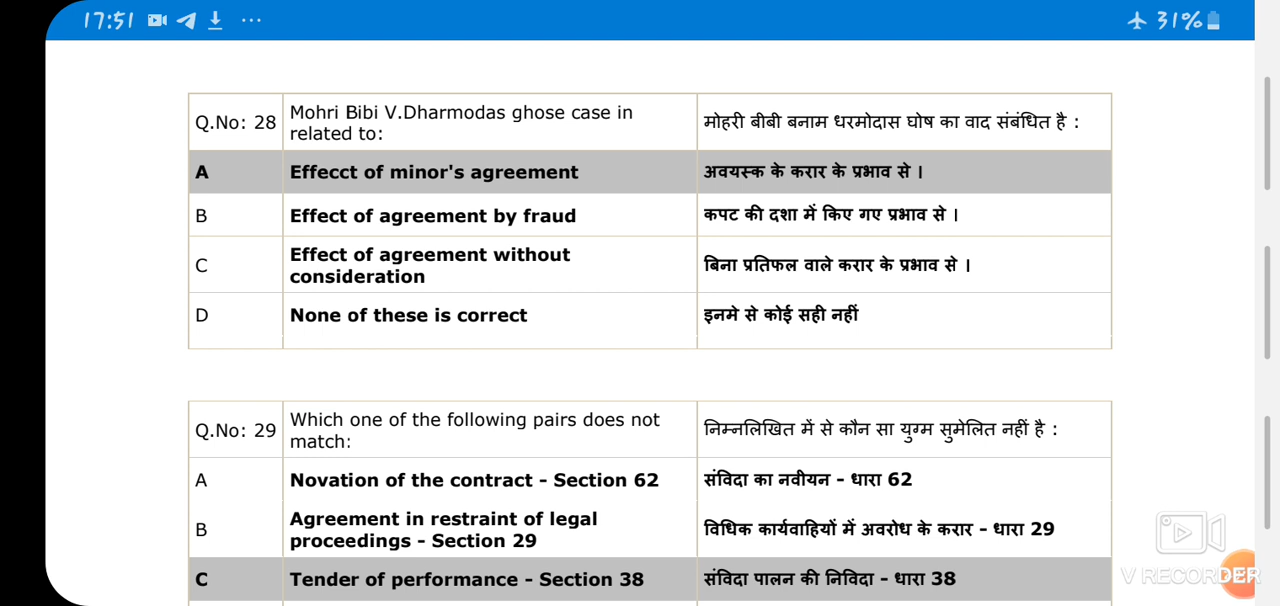 17:51
31%
Q.No: 28
Mohri Bibi V.Dharmodas ghose case in
related to:
मोहरी बीबी बनाम धरमोदास घोष का वाद संबंधित है :
A
Effecct of minor's agreement
अवयस्क के करार के प्रभाव से ।
B
Effect of agreement by fraud
कपट की दशा में किए गए प्रभाव से ।
C
Effect of agreement without
consideration
बिना प्रतिफल वाले करार के प्रभाव से ।
D
None of these is correct
इनमे से कोई सही नहीं
Q.No: 29
Which one of the following pairs does not
match:
निम्नलिखित में से कौन सा युग्म सुमेलित नहीं है :
A
Novation of the contract - Section 62
संविदा का नवीयन - धारा 62
B
Agreement in restraint of legal
proceedings - Section 29
विधिक कार्यवाहियों में अवरोध के करार - धारा 29
C
Tender of performance - Section 38
संविदा पालन की निविदा - धारा 38
V RECORDER